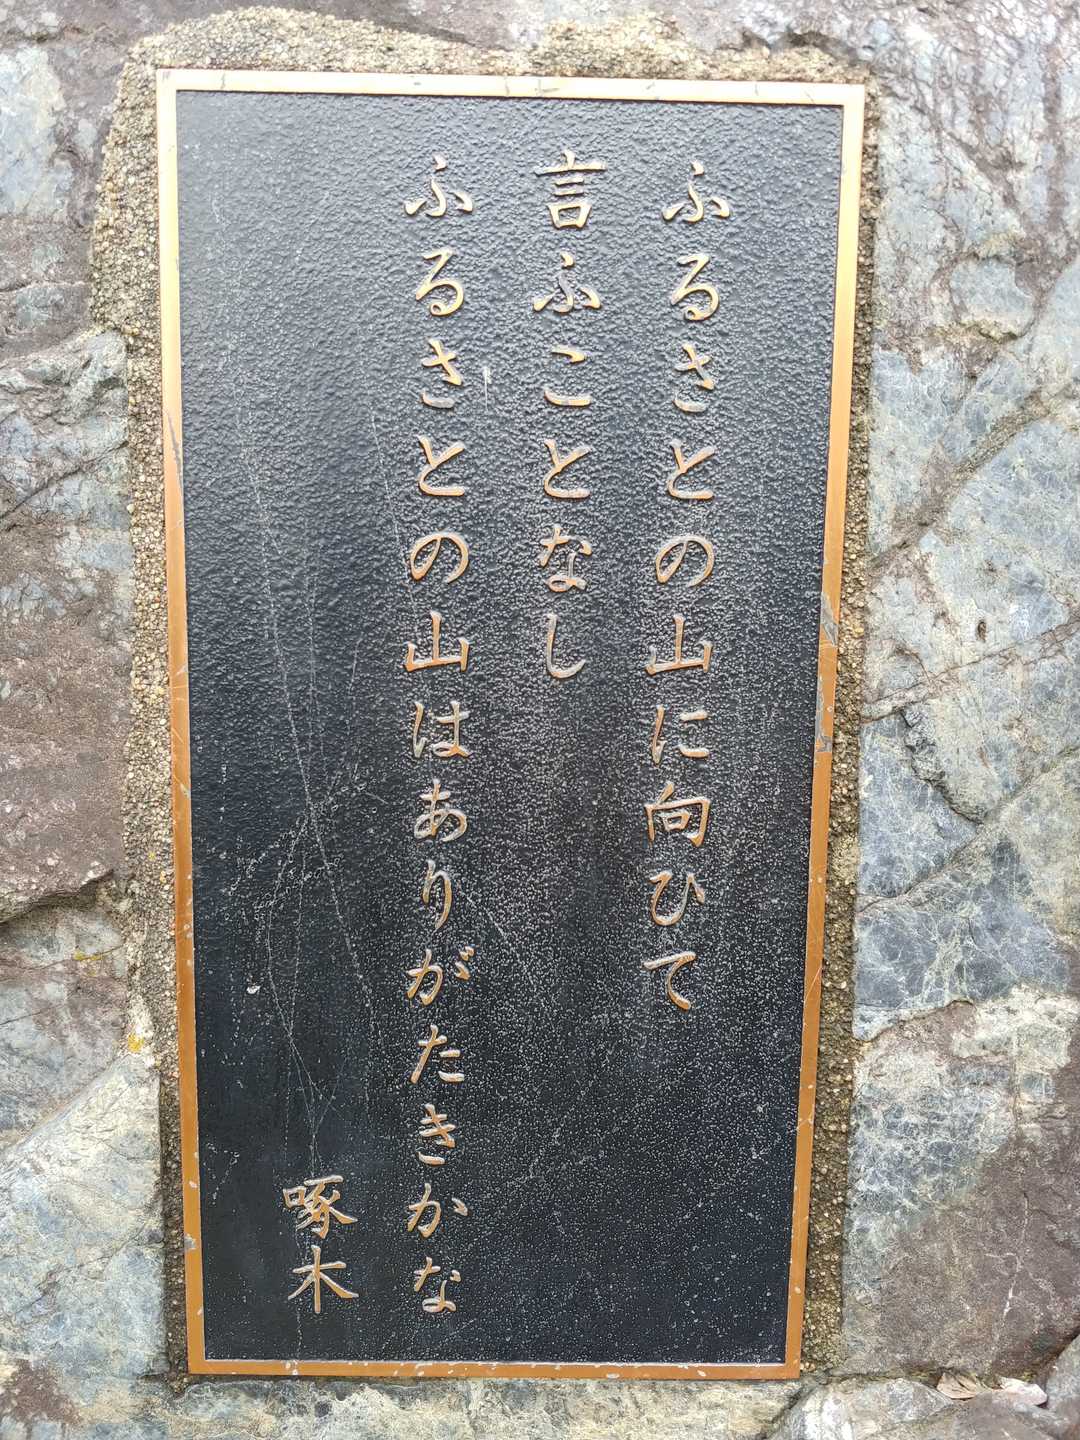 ふるさとの山に向ひて
言ふことなし
ふるさとの山はありがたきかな
啄木